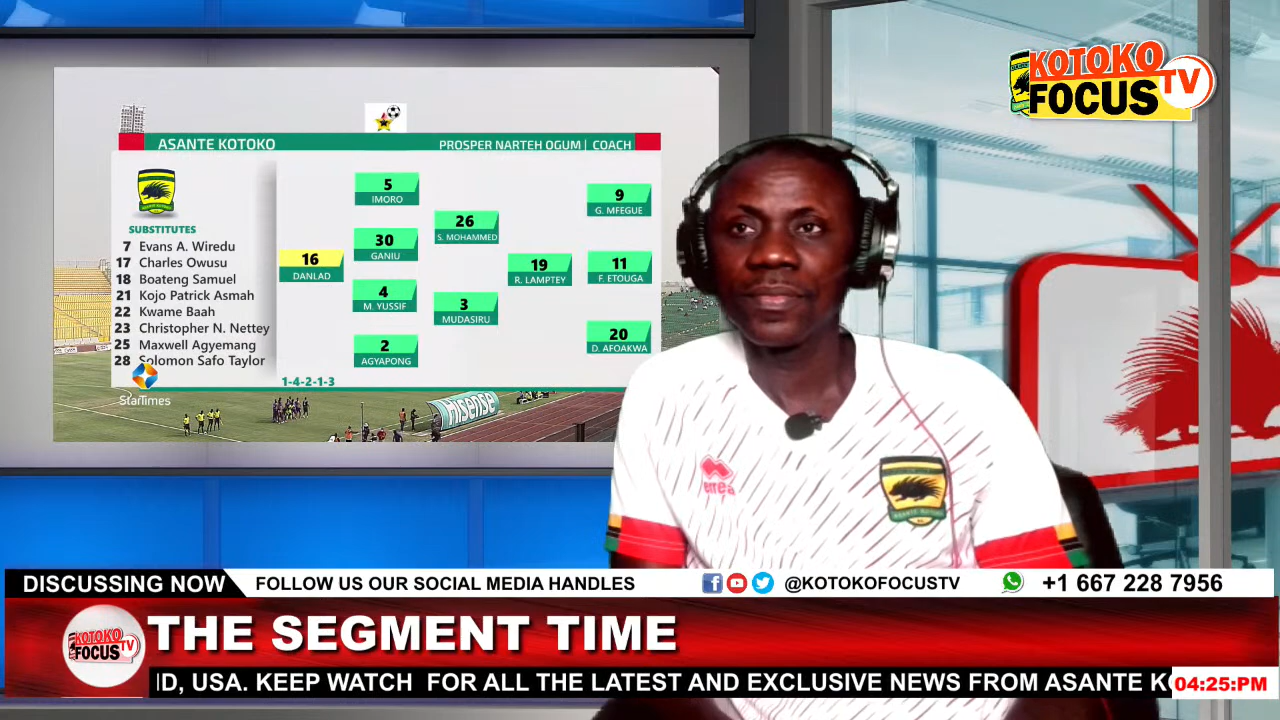 KOTOKO
FOCUS
TV
ASANTE KOTOKO
PROSPER NARTEH OGUM | COACH
SUBSTITUTES
7 Evans A. Wiredu
17 Charles Owusu
18 Boateng Samuel
21 Kojo Patrick Asmah
22 Kwame Baah
23 Christopher N. Nettey
25 Maxwell Agyemang
28 Solomon Safo Taylor
16
DANLAD
5
IMORO
30
GANIU
4
M. YUSSIF
2
AGYAPONG
26
S. MOHAMMED
3
MUDASIRU
19
R. LAMPTEY
9
G. MFEGUE
11
F. ETOUGA
20
D. AFOAKWA
1-4-2-1-3
StarTimes
Hisense
errea
ASANTE KOTOKO
DISCUSSING NOW
FOLLOW US OUR SOCIAL MEDIA HANDLES
@KOTOKOFOCUSTV
+1 667 228 7956
KOTOKO
FOCUS
TV
THE SEGMENT TIME
ID, USA. KEEP WATCH FOR ALL THE LATEST AND EXCLUSIVE NEWS FROM ASANTE KO
04:25:PM